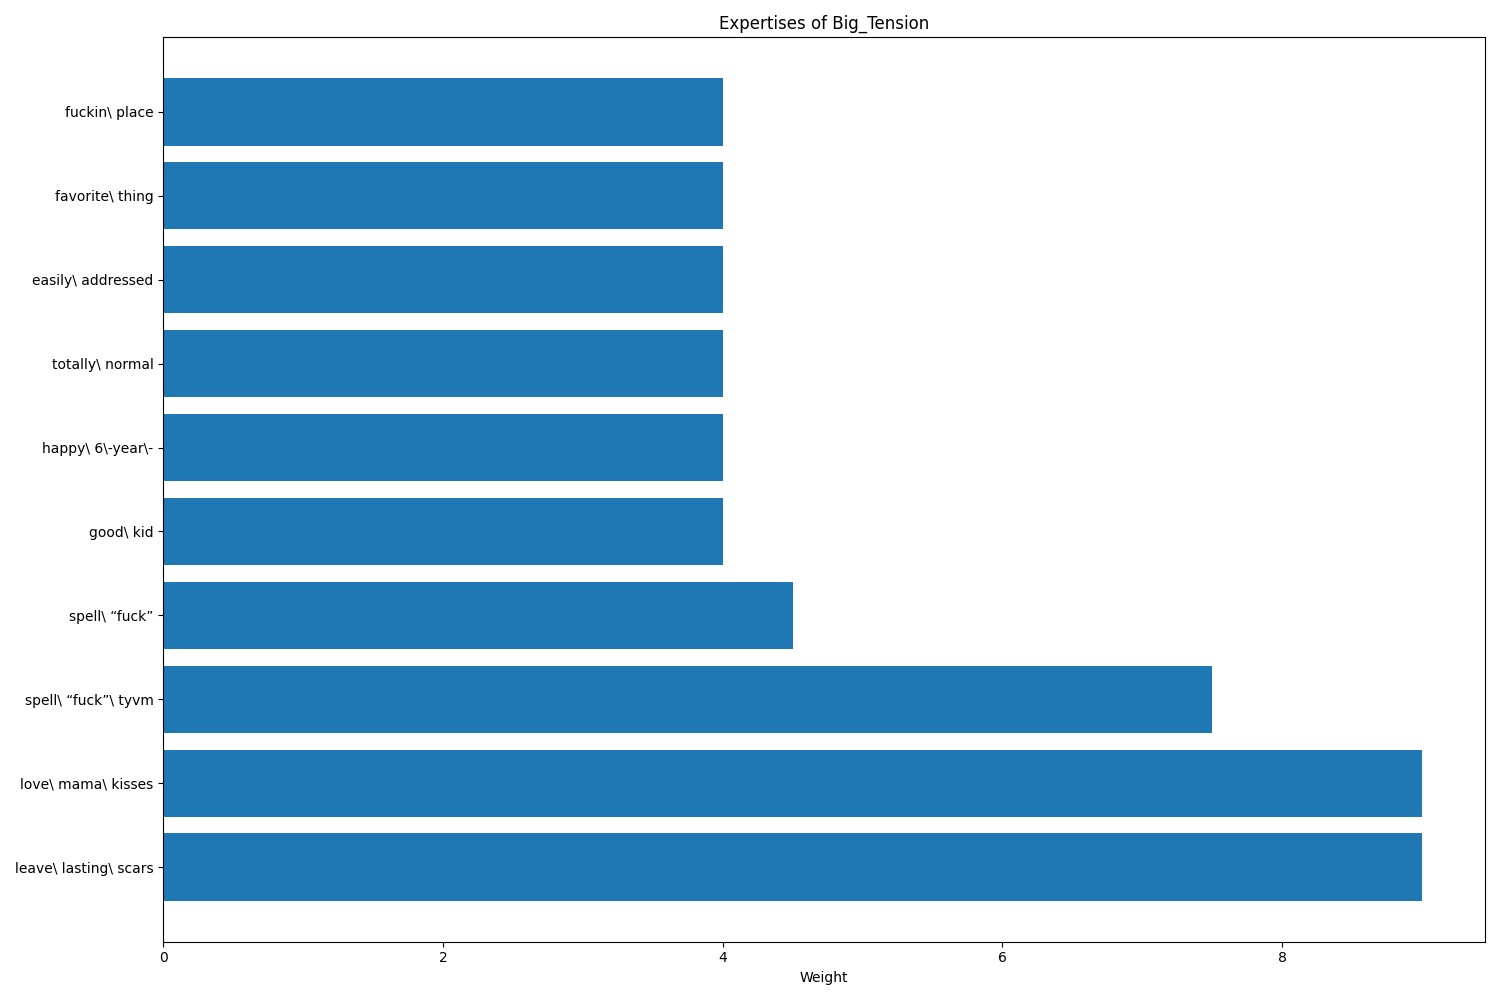 Expertises of Big_Tension
fuckin\ place
favorite\ thing
easily\ addressed
totally\ normal
happy\ 6\-year\-
good\ kid
spell\ “fuck”
spell\ “fuck”\ tyvm
love\ mama\ kisses
leave\ lasting\ scars
0 2 4 6 8
Weight